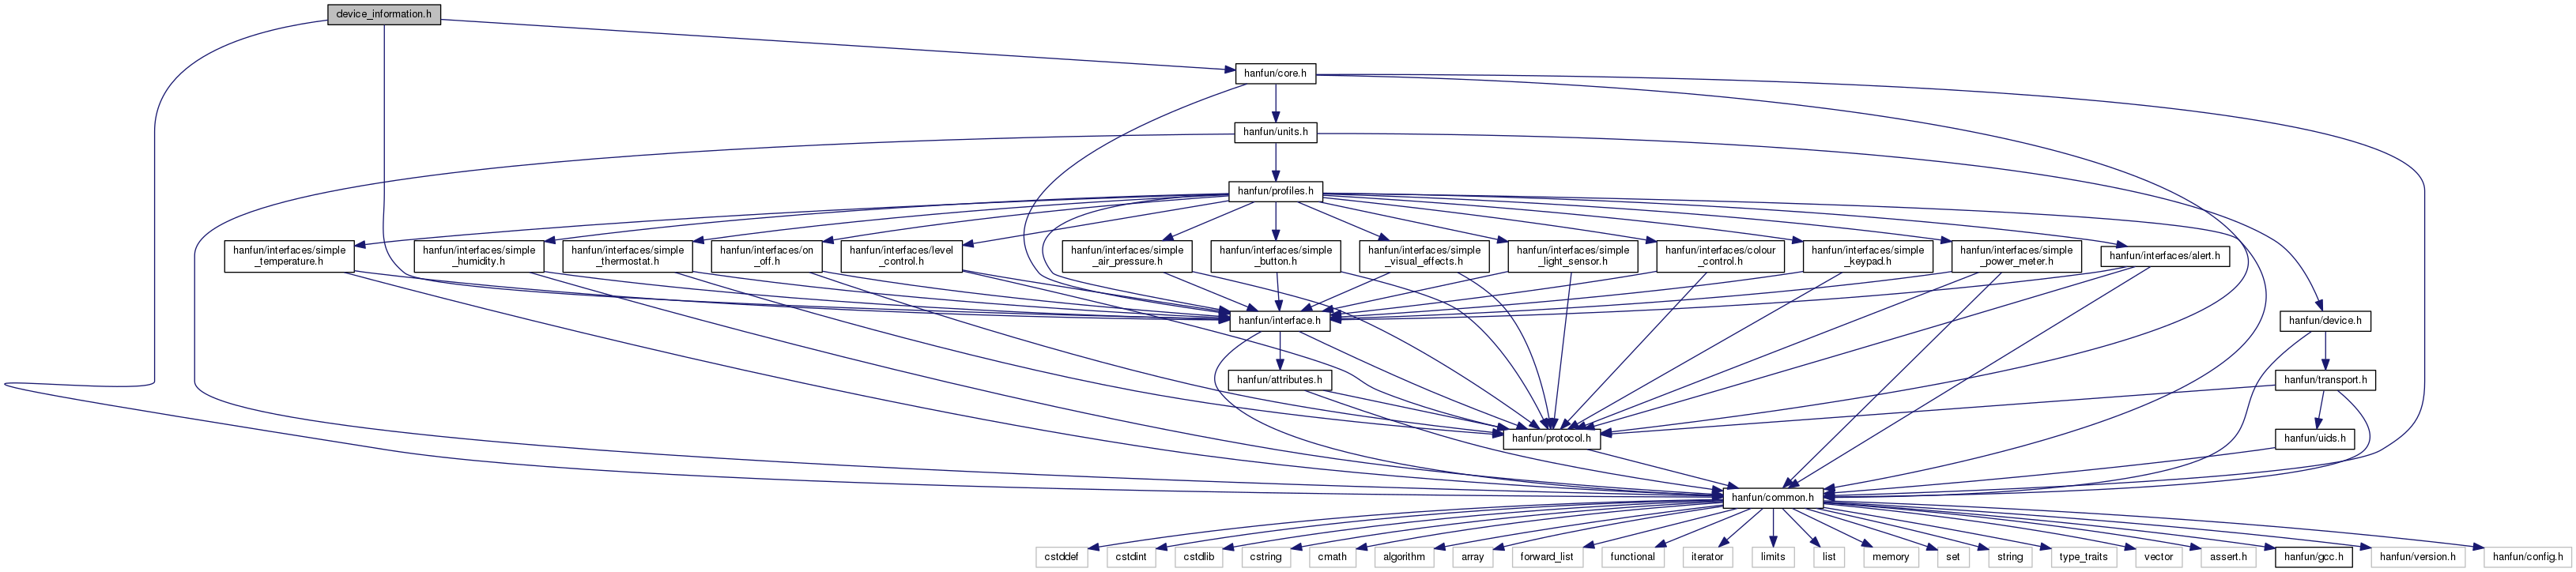 device_information.h
hanfun/core.h
hanfun/units.h
hanfun/profiles.h
hanfun/interfaces/simple
_temperature.h
hanfun/interfaces/simple
_humidity.h
hanfun/interfaces/simple
_thermostat.h
hanfun/interfaces/on
_off.h
hanfun/interfaces/level
_control.h
hanfun/interfaces/simple
_air_pressure.h
hanfun/interfaces/simple
_button.h
hanfun/interfaces/simple
_visual_effects.h
hanfun/interfaces/simple
_light_sensor.h
hanfun/interfaces/colour
_control.h
hanfun/interfaces/simple
_keypad.h
hanfun/interfaces/simple
_power_meter.h
hanfun/interfaces/alert.h
hanfun/interface.h
hanfun/device.h
hanfun/attributes.h
hanfun/transport.h
hanfun/protocol.h
hanfun/uids.h
hanfun/common.h
cstddef
cstdint
cstdlib
cstring
cmath
algorithm
array
forward_list
functional
iterator
limits
list
memory
set
string
type_traits
vector
assert.h
hanfun/gcc.h
hanfun/version.h
hanfun/config.h